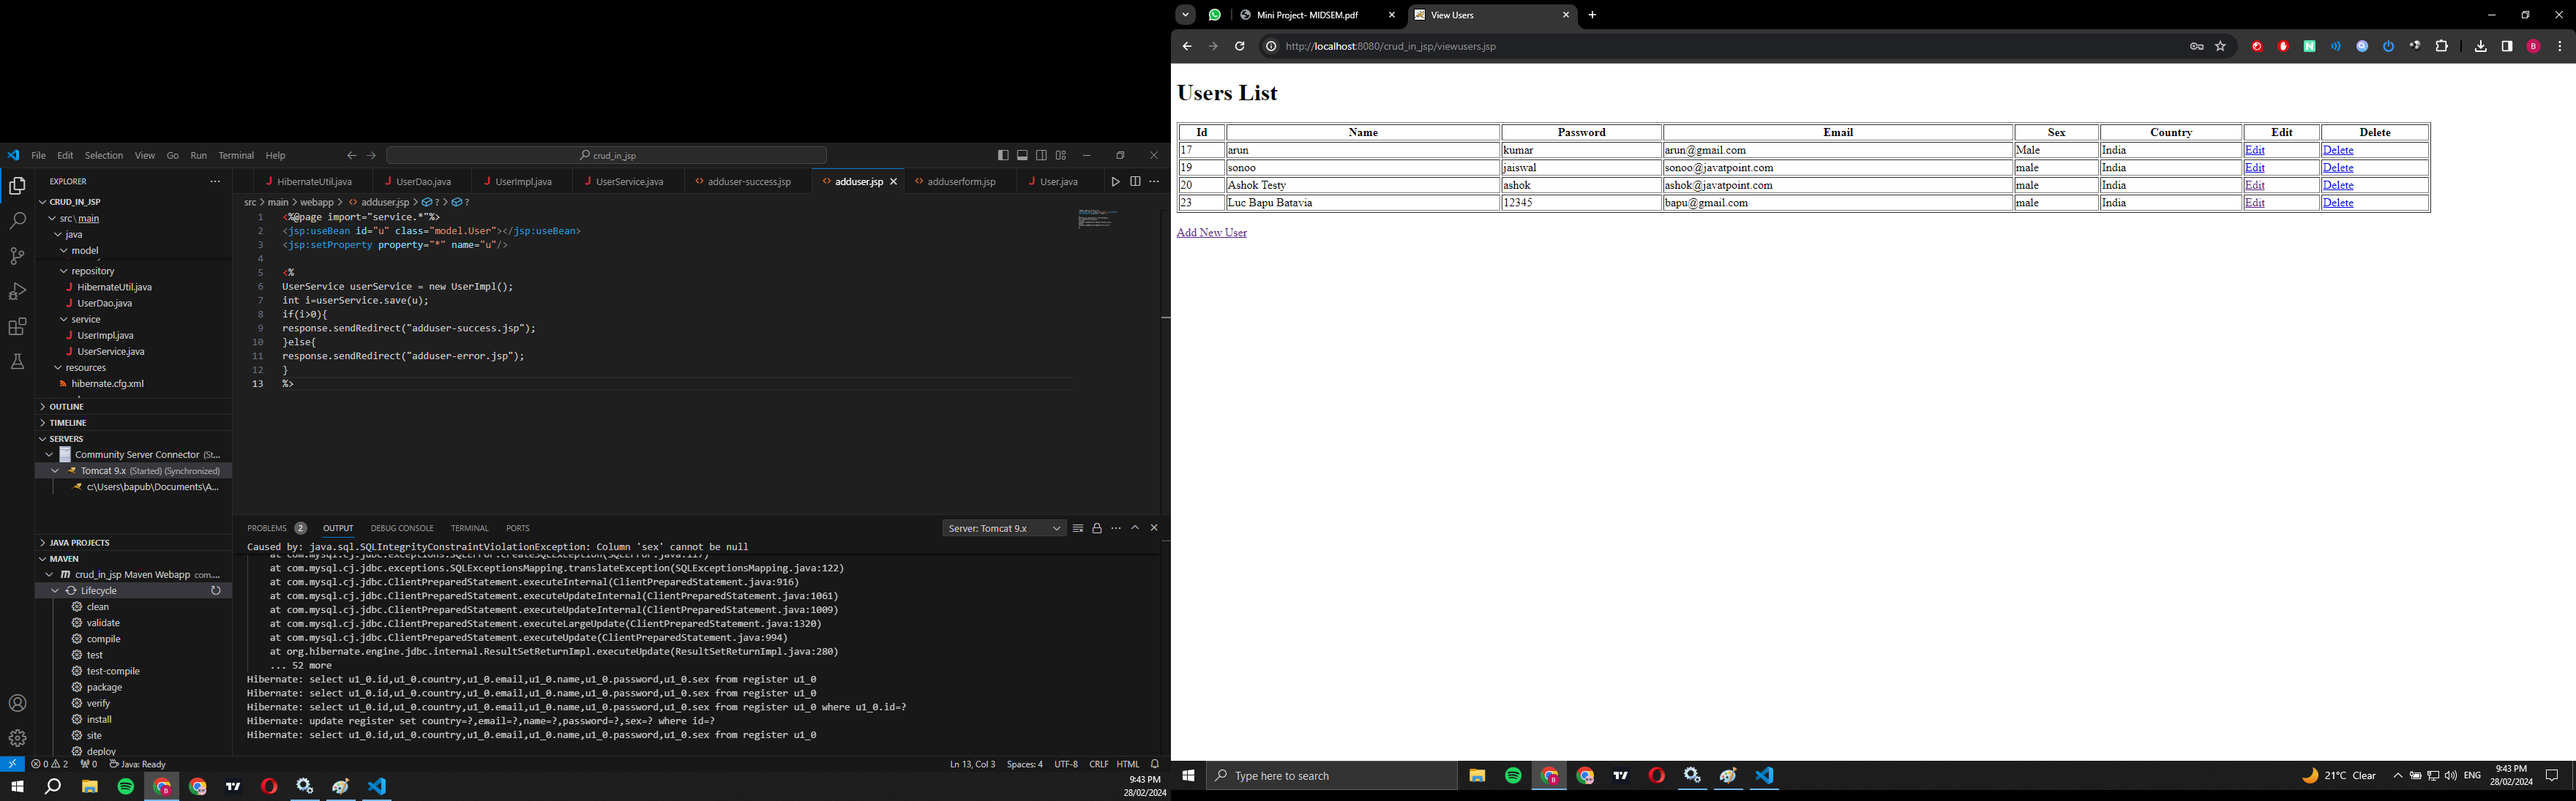 File Edit Selection View Go Run Terminal Help
crud_in_jsp
EXPLORER
CRUD_IN_JSP
src \ main
java
model
repository
HibernateUtil.java
UserDao.java
service
UserImpl.java
UserService.java
resources
hibernate.cfg.xml
OUTLINE
TIMELINE
SERVERS
Community Server Connector (St...
Tomcat 9.x (Started) (Synchronized)
c:\Users\bapub\Documents\A...
JAVA PROJECTS
MAVEN
crud_in_jsp Maven Webapp com....
Lifecycle
clean
validate
compile
test
test-compile
package
verify
install
site
deploy
HibernateUtil.java UserDao.java UserImpl.java UserService.java adduser-success.jsp adduser.jsp adduserform.jsp User.java
src > main > webapp > adduser.jsp > ? > ?
1 <%@page import="service.*"%>
2 <jsp:useBean id="u" class="model.User"></jsp:useBean>
3 <jsp:setProperty property="*" name="u"/>
4
5 <%
6 UserService userService = new UserImpl();
7 int i=userService.save(u);
8 if(i>0){
9 response.sendRedirect("adduser-success.jsp");
10 }else{
11 response.sendRedirect("adduser-error.jsp");
12 }
13 %>
PROBLEMS 2 OUTPUT DEBUG CONSOLE TERMINAL PORTS
Server: Tomcat 9.x
Caused by: java.sql.SQLIntegrityConstraintViolationException: Column 'sex' cannot be null
at com.mysql.cj.jdbc.exceptions.SQLError.createSQLException(SQLError.java:117)
at com.mysql.cj.jdbc.exceptions.SQLExceptionsMapping.translateException(SQLExceptionsMapping.java:122)
at com.mysql.cj.jdbc.ClientPreparedStatement.executeInternal(ClientPreparedStatement.java:916)
at com.mysql.cj.jdbc.ClientPreparedStatement.executeUpdateInternal(ClientPreparedStatement.java:1061)
at com.mysql.cj.jdbc.ClientPreparedStatement.executeUpdateInternal(ClientPreparedStatement.java:1009)
at com.mysql.cj.jdbc.ClientPreparedStatement.executeLargeUpdate(ClientPreparedStatement.java:1320)
at com.mysql.cj.jdbc.ClientPreparedStatement.executeUpdate(ClientPreparedStatement.java:994)
at org.hibernate.engine.jdbc.internal.ResultSetReturnImpl.executeUpdate(ResultSetReturnImpl.java:280)
... 52 more
Hibernate: select u1_0.id,u1_0.country,u1_0.email,u1_0.name,u1_0.password,u1_0.sex from register u1_0
Hibernate: select u1_0.id,u1_0.country,u1_0.email,u1_0.name,u1_0.password,u1_0.sex from register u1_0
Hibernate: select u1_0.id,u1_0.country,u1_0.email,u1_0.name,u1_0.password,u1_0.sex from register u1_0 where u1_0.id=?
Hibernate: update register set country=?,email=?,name=?,password=?,sex=? where id=?
Hibernate: select u1_0.id,u1_0.country,u1_0.email,u1_0.name,u1_0.password,u1_0.sex from register u1_0
0 2 0 Java: Ready
Ln 13, Col 3 Spaces: 4 UTF-8 CRLF HTML
9:43 PM
28/02/2024
Mini Project- MIDSEM.pdf View Users
http://localhost:8080/crud_in_jsp/viewusers.jsp
Users List
Id Name Password Email Sex Country Edit Delete
17 arun kumar arun@gmail.com Male India Edit Delete
19 sonoo jaiswal sonoo@javatpoint.com male India Edit Delete
20 Ashok Testy ashok ashok@javatpoint.com male India Edit Delete
23 Luc Bapu Batavia 12345 bapu@gmail.com male India Edit Delete
Add New User
Type here to search
21°C Clear
ENG
9:43 PM
28/02/2024